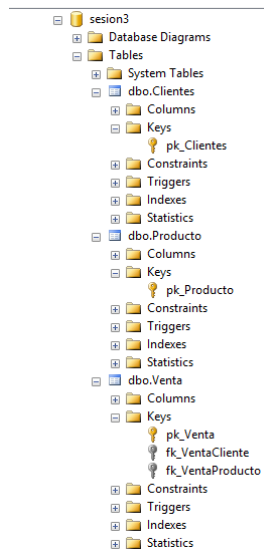 sesion3
Database Diagrams
Tables
System Tables
dbo.Clientes
Columns
Keys
pk_Clientes
Constraints
Triggers
Indexes
Statistics
dbo.Producto
Columns
Keys
pk_Producto
Constraints
Triggers
Indexes
Statistics
dbo.Venta
Columns
Keys
pk_Venta
fk_VentaCliente
fk_VentaProducto
Constraints
Triggers
Indexes
Statistics